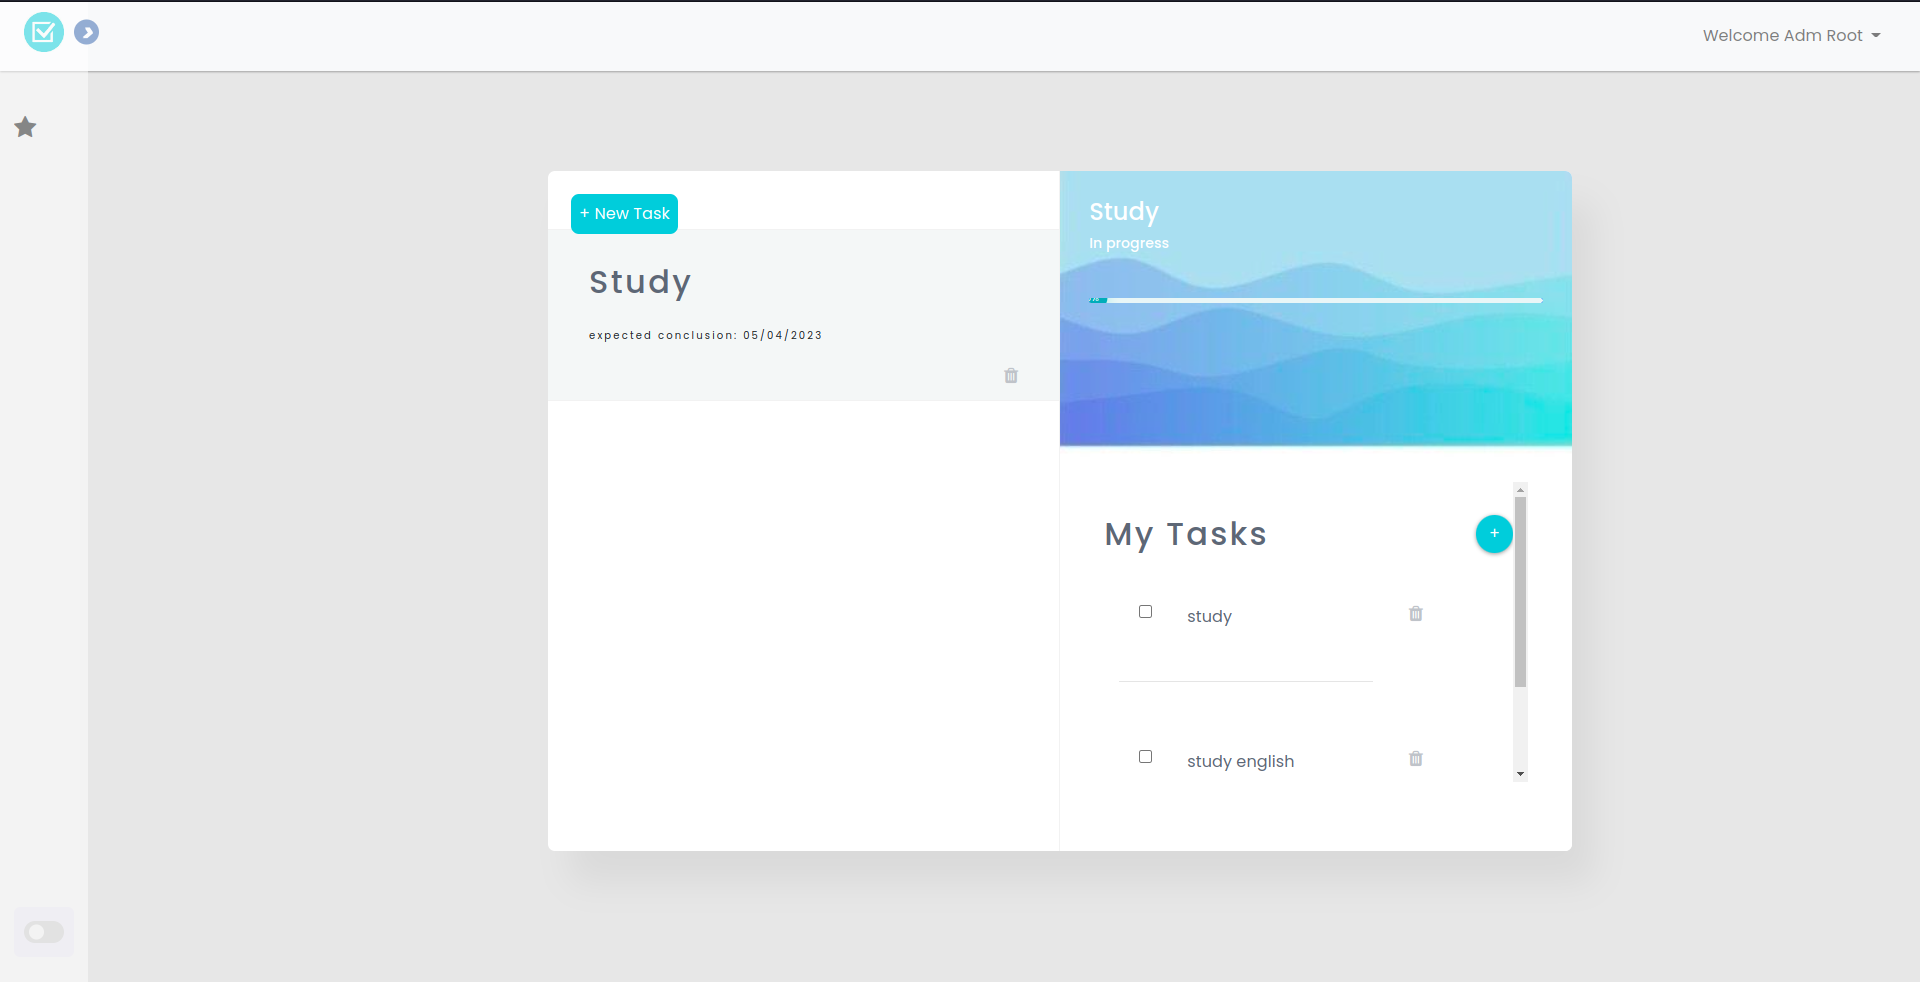 Welcome Adm Root
+ New Task
Study
expected conclusion: 05/04/2023
Study
In progress
My Tasks
+
study
study english